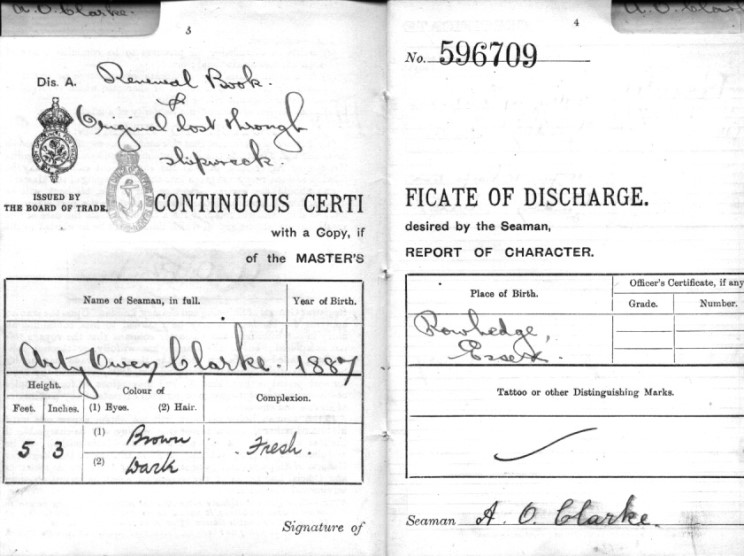 A. O. Clarke.
3
Dis. A. Renewal Book.
Original lost through
shipwreck.
ISSUED BY
THE BOARD OF TRADE.
CONTINUOUS CERTI
with a Copy, if
of the MASTER'S
Name of Seaman, in full.
Year of Birth.
Owen Clarke. 1887
Height.
Feet. Inches.
Colour of
(1) Eyes. (2) Hair.
Complexion.
5 3
(1) Brown
(2) Dark
Fresh.
Signature of
A. O. Clarke
4
No. 596709
FICATE OF DISCHARGE.
desired by the Seaman,
REPORT OF CHARACTER.
Place of Birth.
Officer's Certificate, if any
Grade. Number.
Rowhedge,
Essex.
Tattoo or other Distinguishing Marks.
Seaman A. O. Clarke.